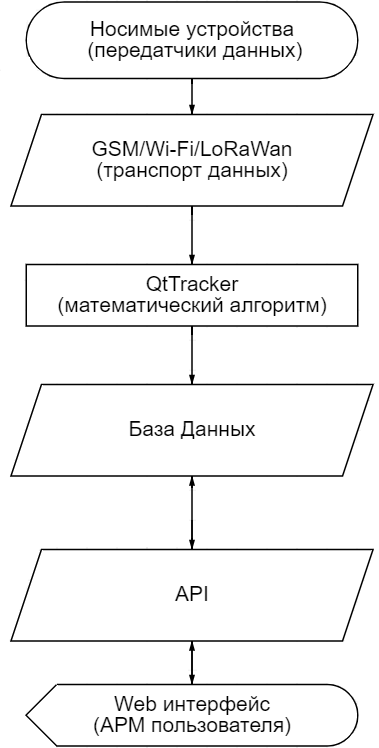 Носимые устройства
(передатчики данных)
GSM/Wi-Fi/LoRaWan
(транспорт данных)
QtTracker
(математический алгоритм)
База Данных
API
Web интерфейс
(АРМ пользователя)